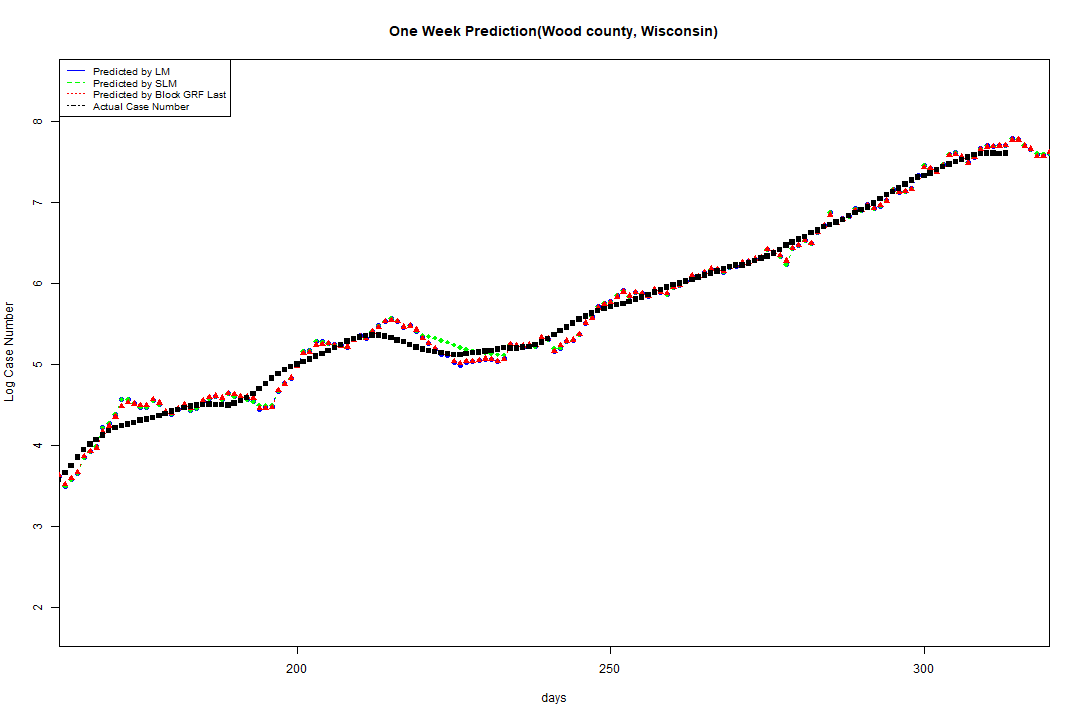 One Week Prediction(Wood county, Wisconsin)
Predicted by LM
Predicted by SLM
Predicted by Block GRF Last
Actual Case Number
8
7
6
5
4
3
2
Log Case Number
200 250 300
days